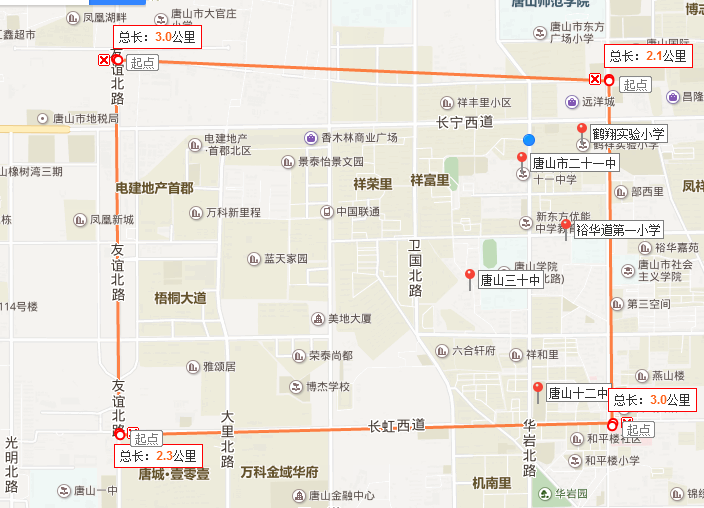 唐山师范学院
凤凰湖畔
唐山市大官庄
小学
博志
唐山市东方
广场小学
汇鑫超市
总长：3.0公里
唐山国际
总长：2.1公里
起点
起点
友谊北路
祥丰里小区
远洋城
昌隆
唐山市地税局
长宁西道
鹤翔实验小学
鹤祥实验小学
电建地产
·首郡北区
香木林商业广场
唐山市二十一中
十一中学
景泰怡景文园
山橡树湾三期
电建地产首郡
祥荣里
祥富里
部西里
凤祥
凤凰新城
万科新里程
中国联通
新东方优能
中学教育
裕华道第一小学
栋
卫国北路
裕华嘉苑
友谊北路
蓝天家园
唐山学院
北路)
唐山三十中
唐山市社会
主义学院
114号楼
梧桐大道
第三空间
美地大厦
荣泰尚都
六合轩府
祥和里
雅颂居
燕山楼
博杰学校
唐山十二中
友谊北路
总长：3.0公里
大里北路
长虹西道
华岩北路
起点
起点
和平楼社区
光明北路
总长：2.3公里
和平楼小学
唐城·壹零壹
万科金域华府
机南里
唐山一中
唐山金融中心
华岩园
锦绣